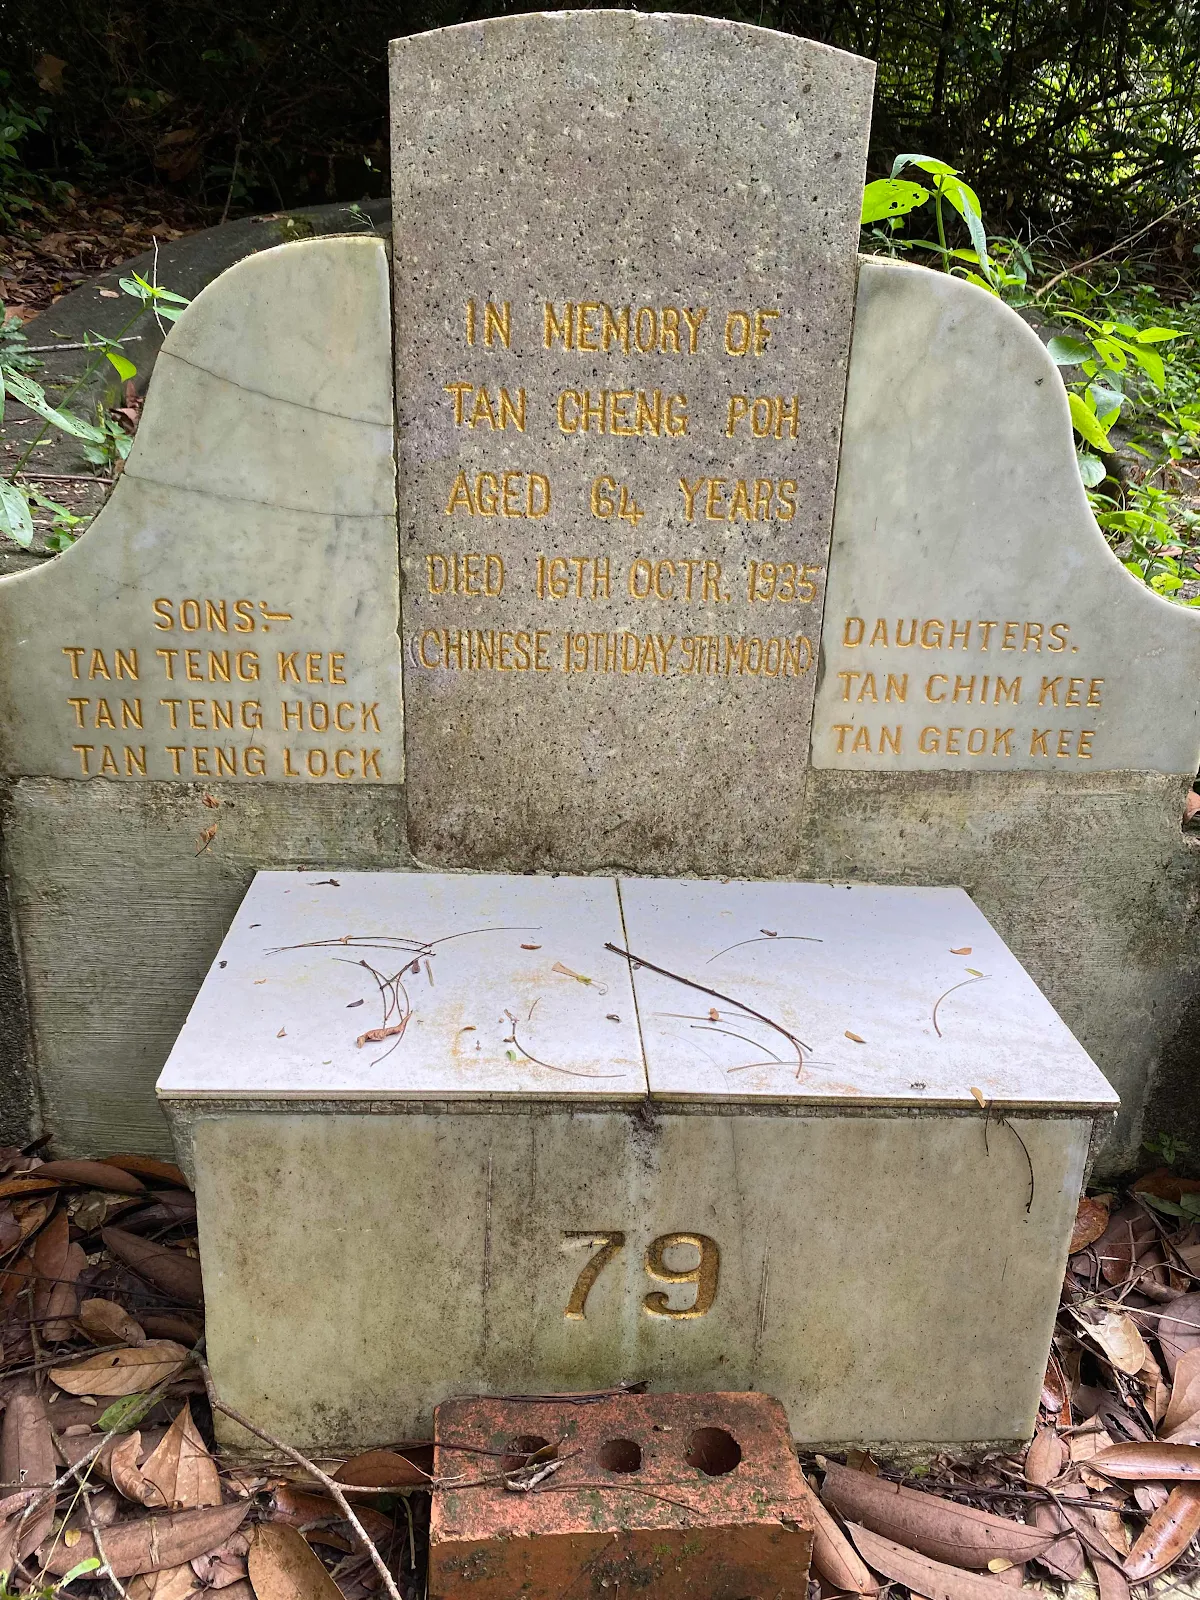 IN MEMORY OF
TAN CHENG POH
AGED 64 YEARS
DIED 16TH OCTR. 1935
(CHINESE 19TH DAY 9TH MOON)
SONS:—
TAN TENG KEE
TAN TENG HOCK
TAN TENG LOCK
DAUGHTERS.
TAN CHIM KEE
TAN GEOK KEE
79